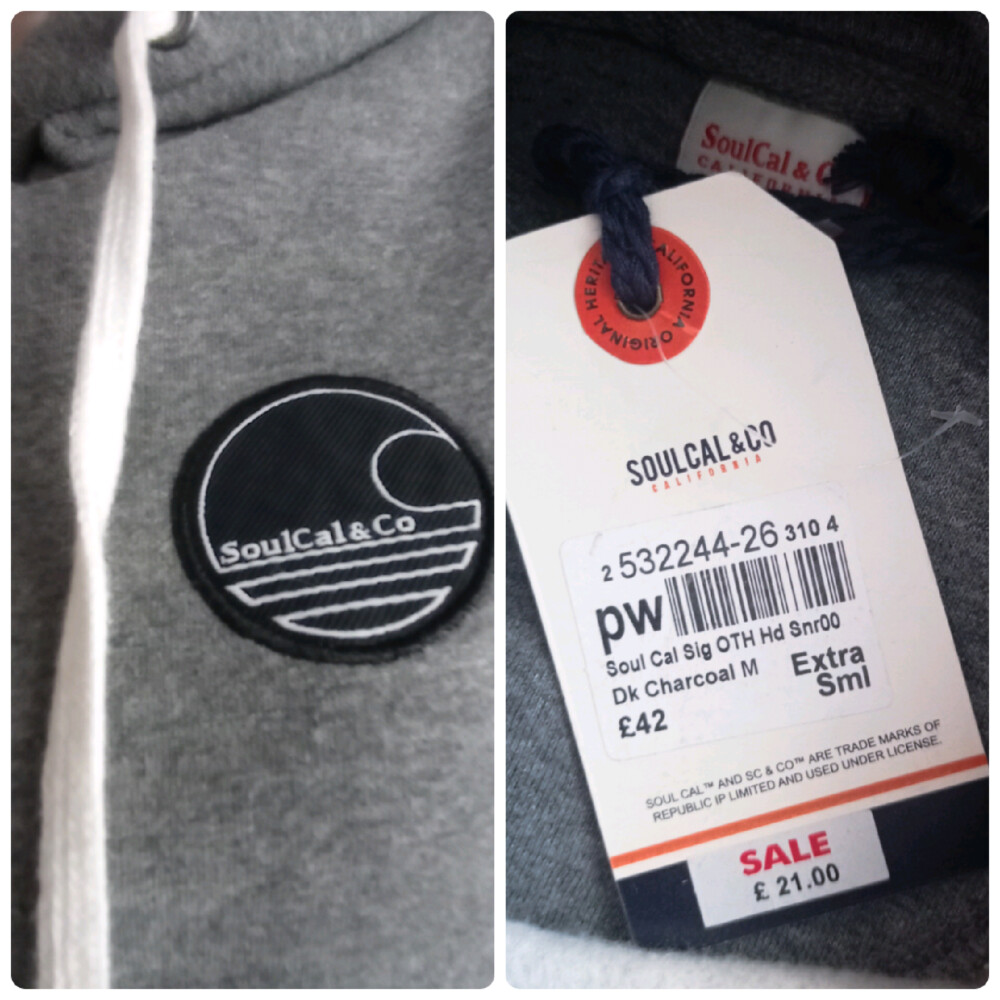 SoulCal & Co
SoulCal &
CALIFORNIA ORIGINAL
SOULCAL&CO
CALIFORNIA
2 532244-26 310 4
pw
Soul Cal Sig OTH Hd Snr00
Dk Charcoal M
Extra
Sml
£42
SOUL CAL™ AND SC & CO™ ARE TRADE MARKS OF
REPUBLIC IP LIMITED AND USED UNDER LICENSE.
SALE
£ 21.00